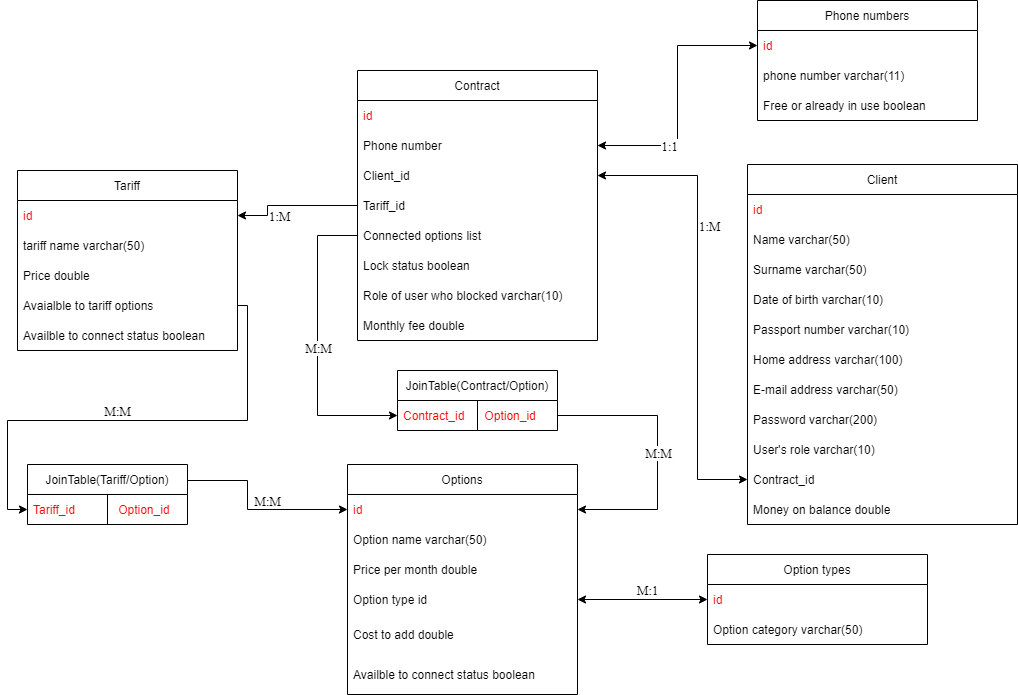 Phone numbers
id
phone number varchar(11)
Free or already in use boolean
Contract
id
Phone number
Client_id
Tariff_id
Connected options list
Lock status boolean
Role of user who blocked varchar(10)
Monthly fee double
1:1
Tariff
id
tariff name varchar(50)
Price double
Avaialble to tariff options
Availble to connect status boolean
1:M
Client
id
Name varchar(50)
Surname varchar(50)
Date of birth varchar(10)
Passport number varchar(10)
Home address varchar(100)
E-mail address varchar(50)
Password varchar(200)
User's role varchar(10)
Contract_id
Money on balance double
1:M
M:M
JoinTable(Contract/Option)
Contract_id Option_id
M:M
M:M
JoinTable(Tariff/Option)
Tariff_id Option_id
M:M
Options
id
Option name varchar(50)
Price per month double
Option type id
Cost to add double
Availble to connect status boolean
M:1
Option types
id
Option category varchar(50)